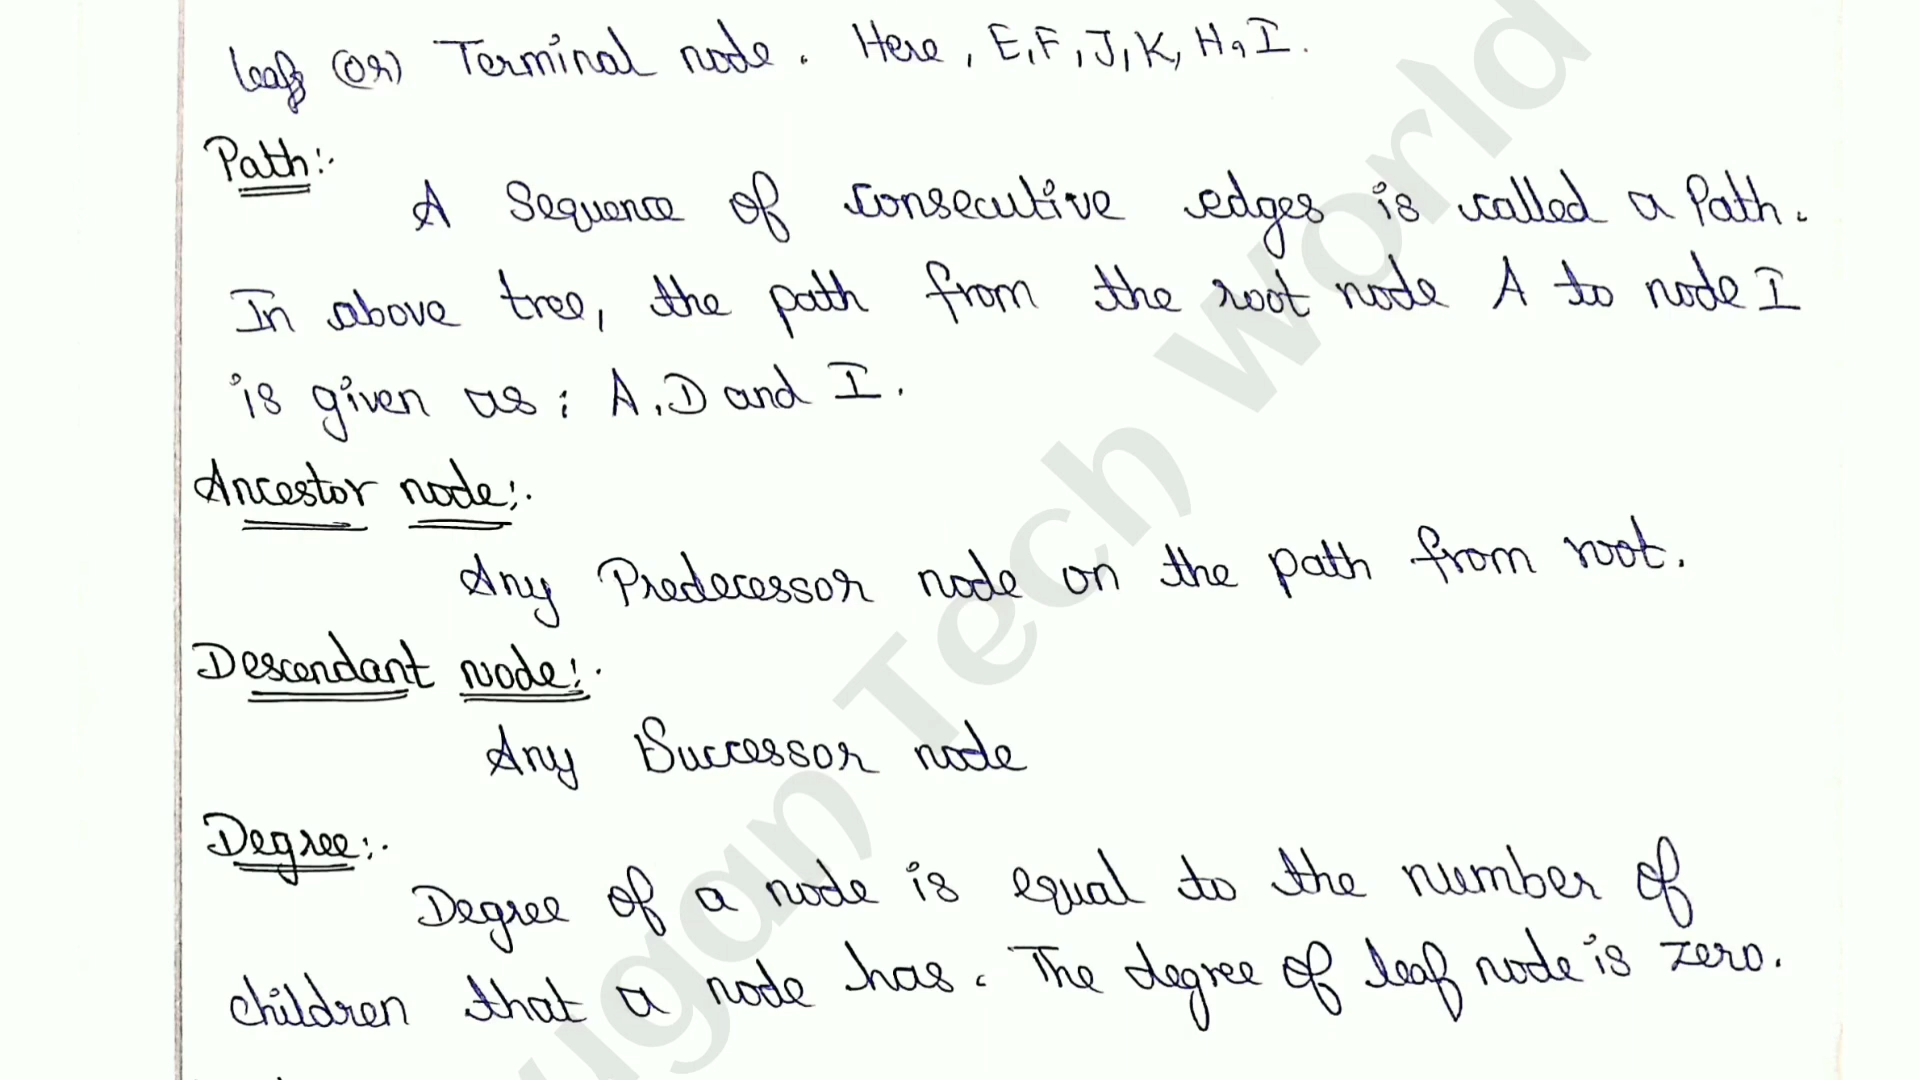 leaf (or) Terminal node. Here, E, F, J, K, H, I.
Path:-
A Sequence of consecutive edges is called a Path.
In above tree, the path from the root node A to node I
is given as: A, D and I.
Ancestor node:-
Any Predecessor node on the path from root.
Descendant node:-
Any Successor node
Degree:-
Degree of a node is equal to the number of
children that a node has. The degree of leaf node is zero.
ugan Tech world